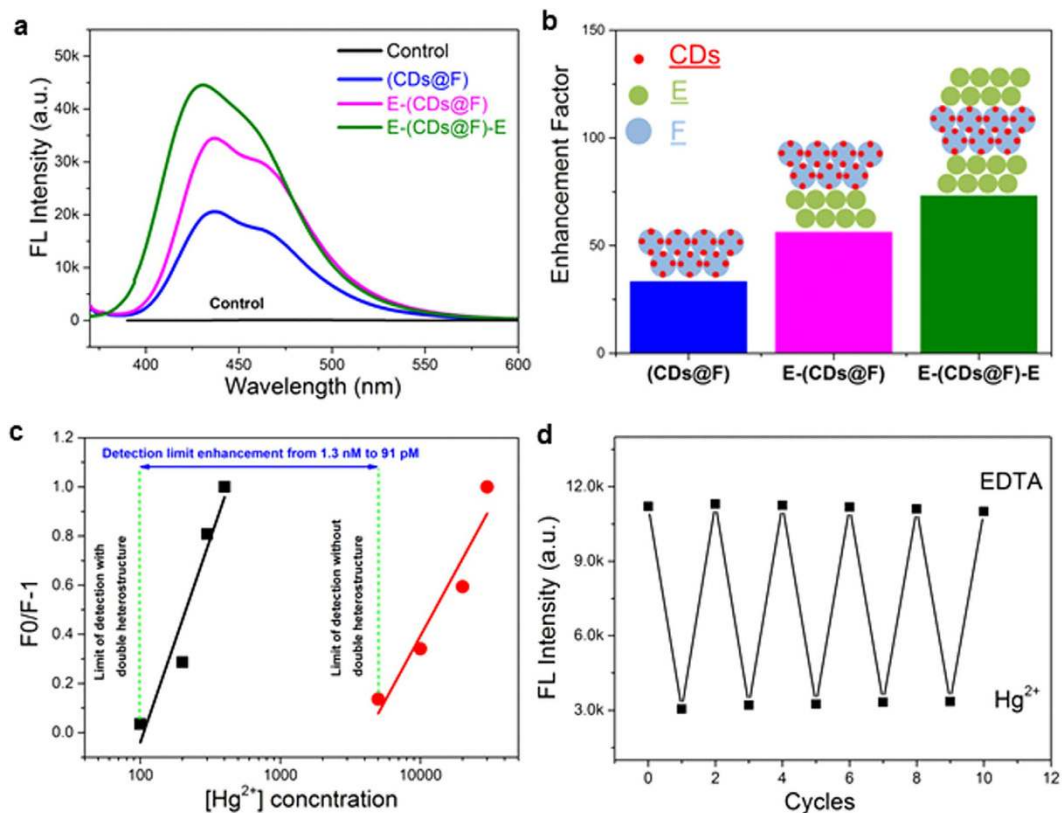 a
50k
40k
30k
20k
10k
0
FL Intensity (a.u.)
Control
(CDs@F)
E-(CDs@F)
E-(CDs@F)-E
Control
400
450
500
550
600
Wavelength (nm)
b
150
100
50
0
Enhancement Factor
CDs
E
F
(CDs@F)
E-(CDs@F)
E-(CDs@F)-E
c
1.2
1.0
0.8
0.6
0.4
0.2
0.0
F0/F-1
Detection limit enhancement from 1.3 nM to 91 pM
Limit of detection with
double heterostructure
Limit of detection without
double heterostructure
100
1000
10000
[Hg²⁺] concntration
d
12.0k
9.0k
6.0k
3.0k
FL Intensity (a.u.)
EDTA
Hg²⁺
0
2
4
6
8
10
12
Cycles